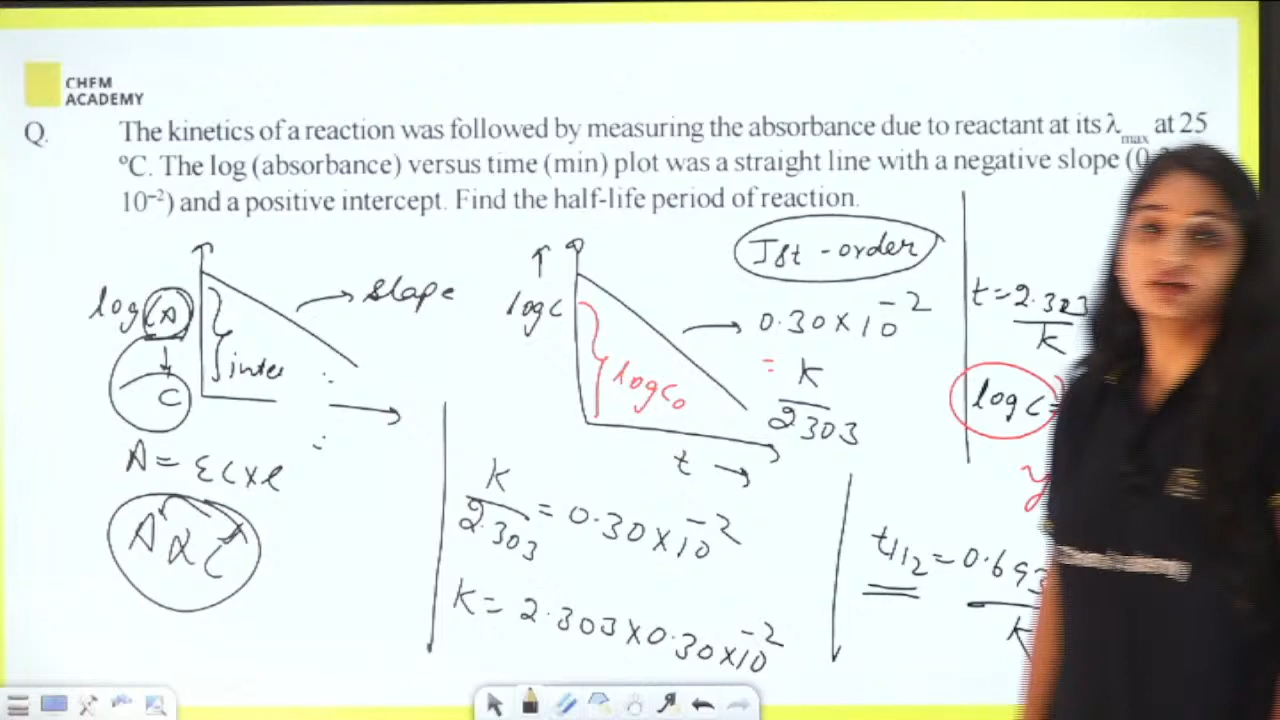 CHEM
ACADEMY
Q. The kinetics of a reaction was followed by measuring the absorbance due to reactant at its λmax at 25
ºC. The log (absorbance) versus time (min) plot was a straight line with a negative slope (0
10⁻²) and a positive intercept. Find the half-life period of reaction.
log(A)
slope
inter
C
A = εC×l
A ∝ C
Ist-order
log C
0.30×10⁻²
= k/2.303
log C₀
t →
k/2.303 = 0.30×10⁻²
k = 2.303×0.30×10⁻²
t = 2.303/k
log C =
y
t1/2 = 0.693/k